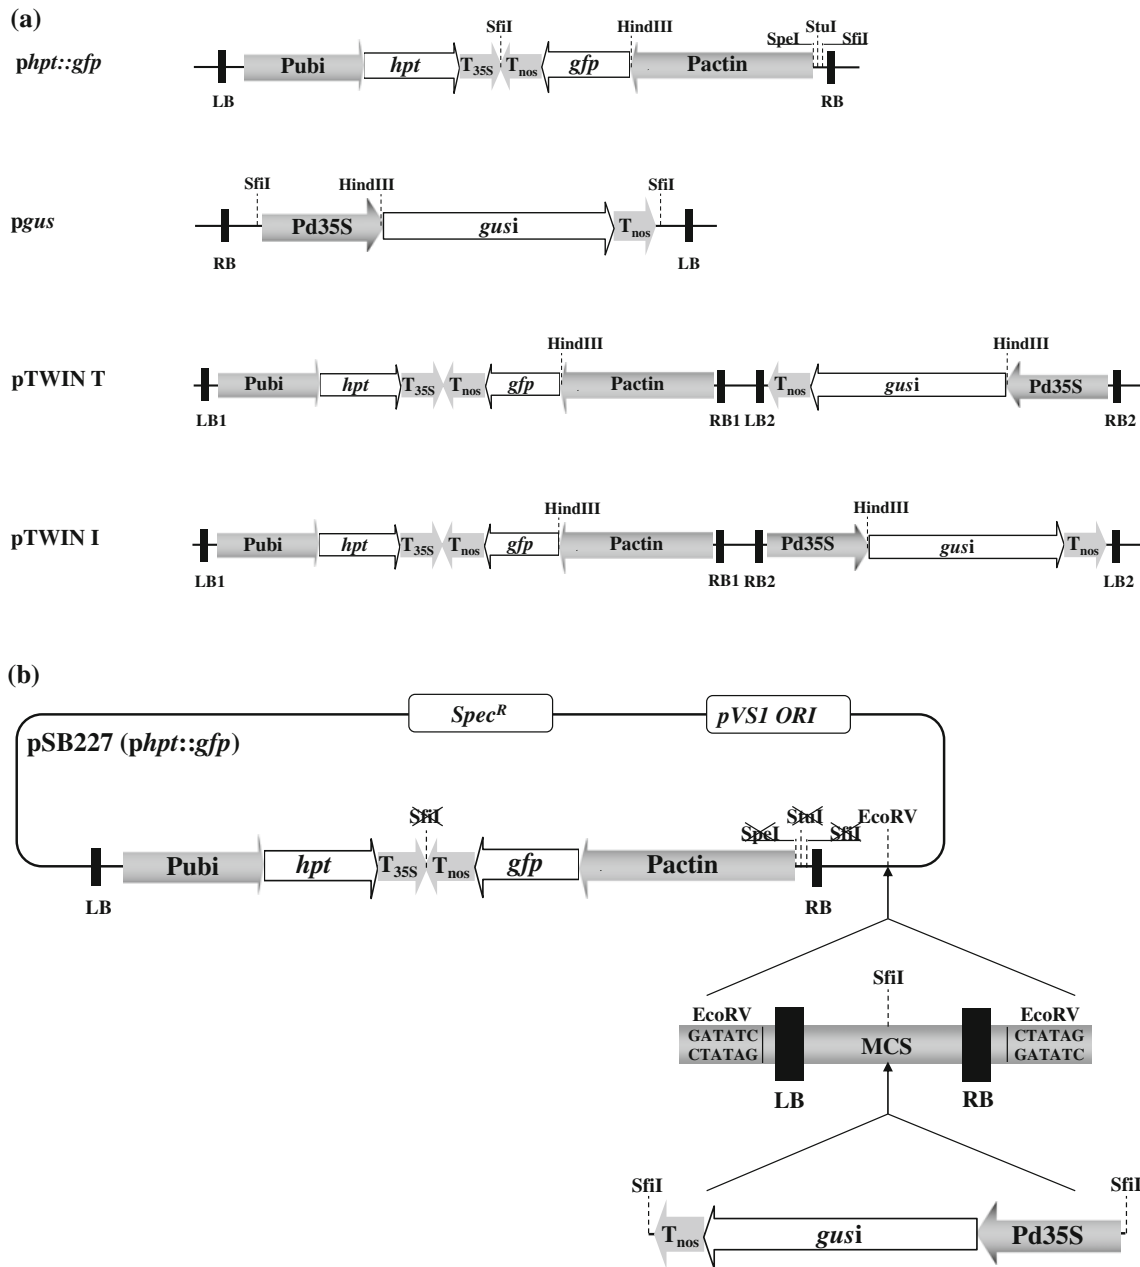 (a)
SfiI HindIII SpeI StuI SfiI
phpt::gfp Pubi hpt T35S Tnos gfp Pactin
LB RB
SfiI HindIII SfiI
pgus Pd35S gusi Tnos
RB LB
HindIII HindIII
pTWIN T Pubi hpt T35S Tnos gfp Pactin Tnos gusi Pd35S
LB1 RB1 LB2 RB2
HindIII HindIII
pTWIN I Pubi hpt T35S Tnos gfp Pactin Pd35S gusi Tnos
LB1 RB1 RB2 LB2
(b)
SpecR pVS1 ORI
pSB227 (phpt::gfp)
SfiI SpeI StuI SfiI EcoRV
Pubi hpt T35S Tnos gfp Pactin
LB RB
SfiI
EcoRV EcoRV
GATATC MCS CTATAG
CTATAG GATATC
LB RB
SfiI SfiI
Tnos gusi Pd35S